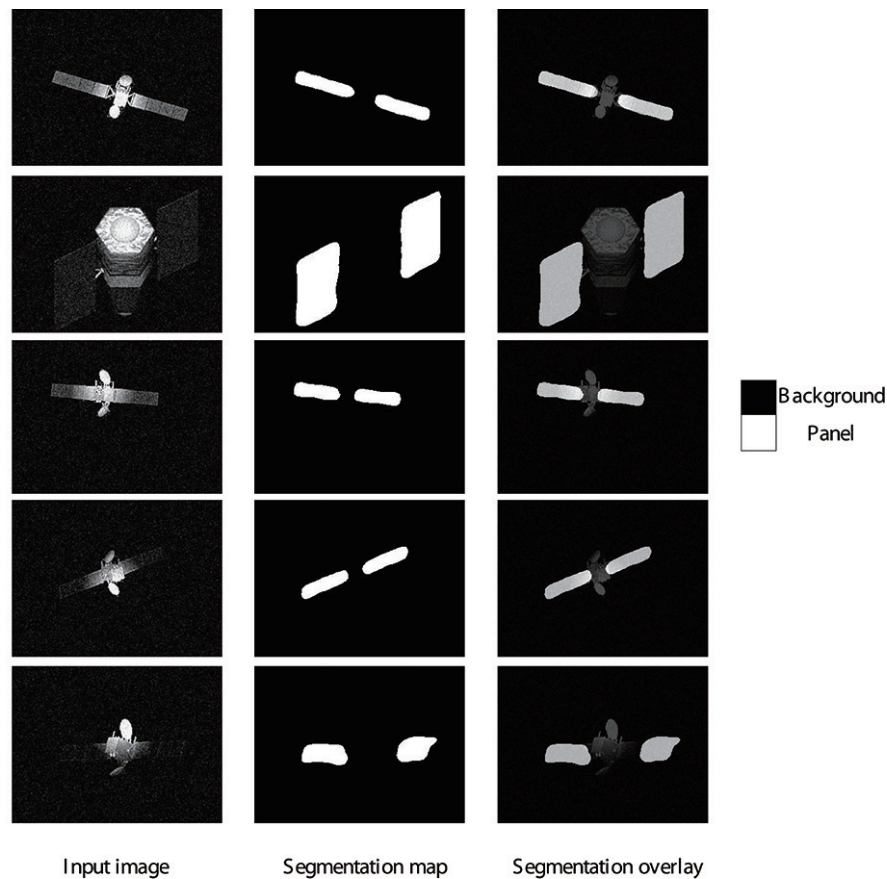 Background
Panel
Input image
Segmentation map
Segmentation overlay